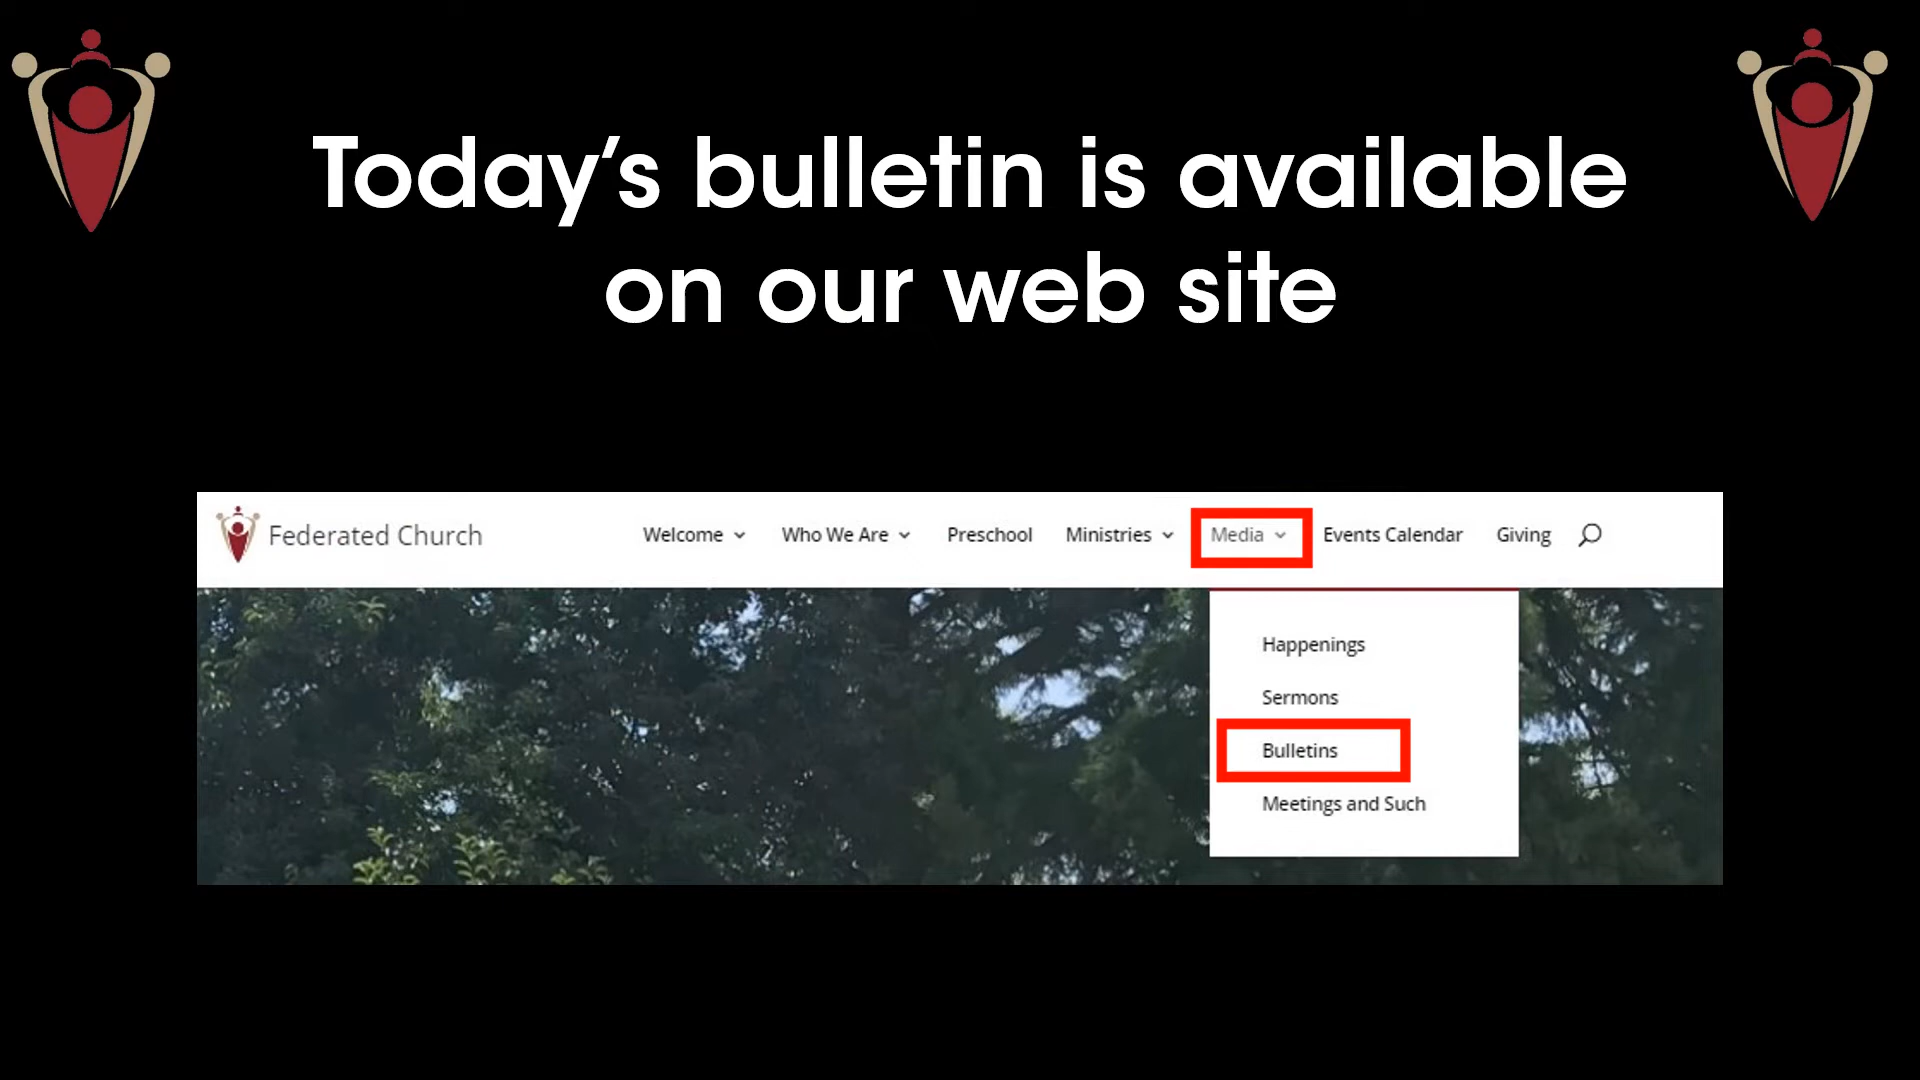 Today's bulletin is available
on our web site
Federated Church Welcome Who We Are Preschool Ministries Media Events Calendar Giving
Happenings
Sermons
Bulletins
Meetings and Such